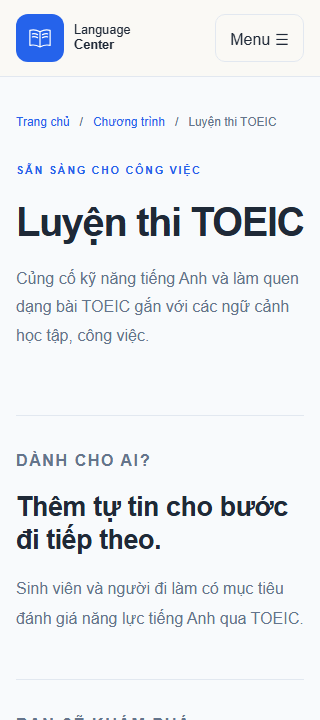 Language
Center
Menu ☰
Trang chủ / Chương trình / Luyện thi TOEIC
SẴN SÀNG CHO CÔNG VIỆC
Luyện thi TOEIC
Củng cố kỹ năng tiếng Anh và làm quen
dạng bài TOEIC gắn với các ngữ cảnh
học tập, công việc.
DÀNH CHO AI?
Thêm tự tin cho bước
đi tiếp theo.
Sinh viên và người đi làm có mục tiêu
đánh giá năng lực tiếng Anh qua TOEIC.